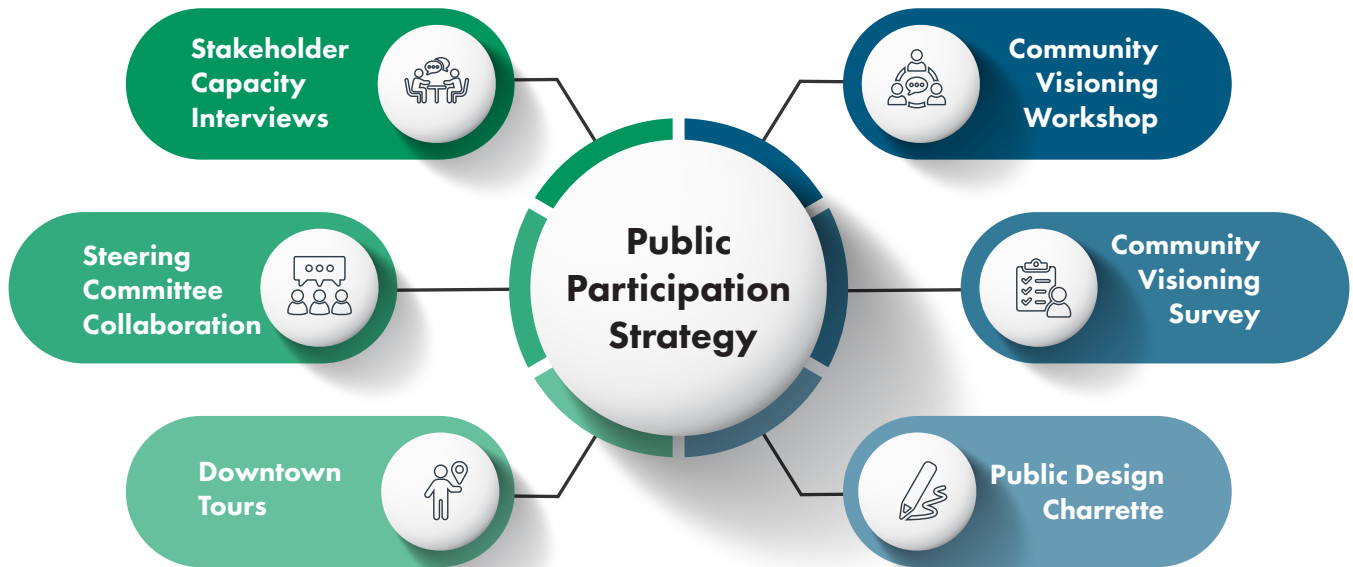 Stakeholder
Capacity
Interviews
Steering
Committee
Collaboration
Downtown
Tours
Public
Participation
Strategy
Community
Visioning
Workshop
Community
Visioning
Survey
Public Design
Charrette